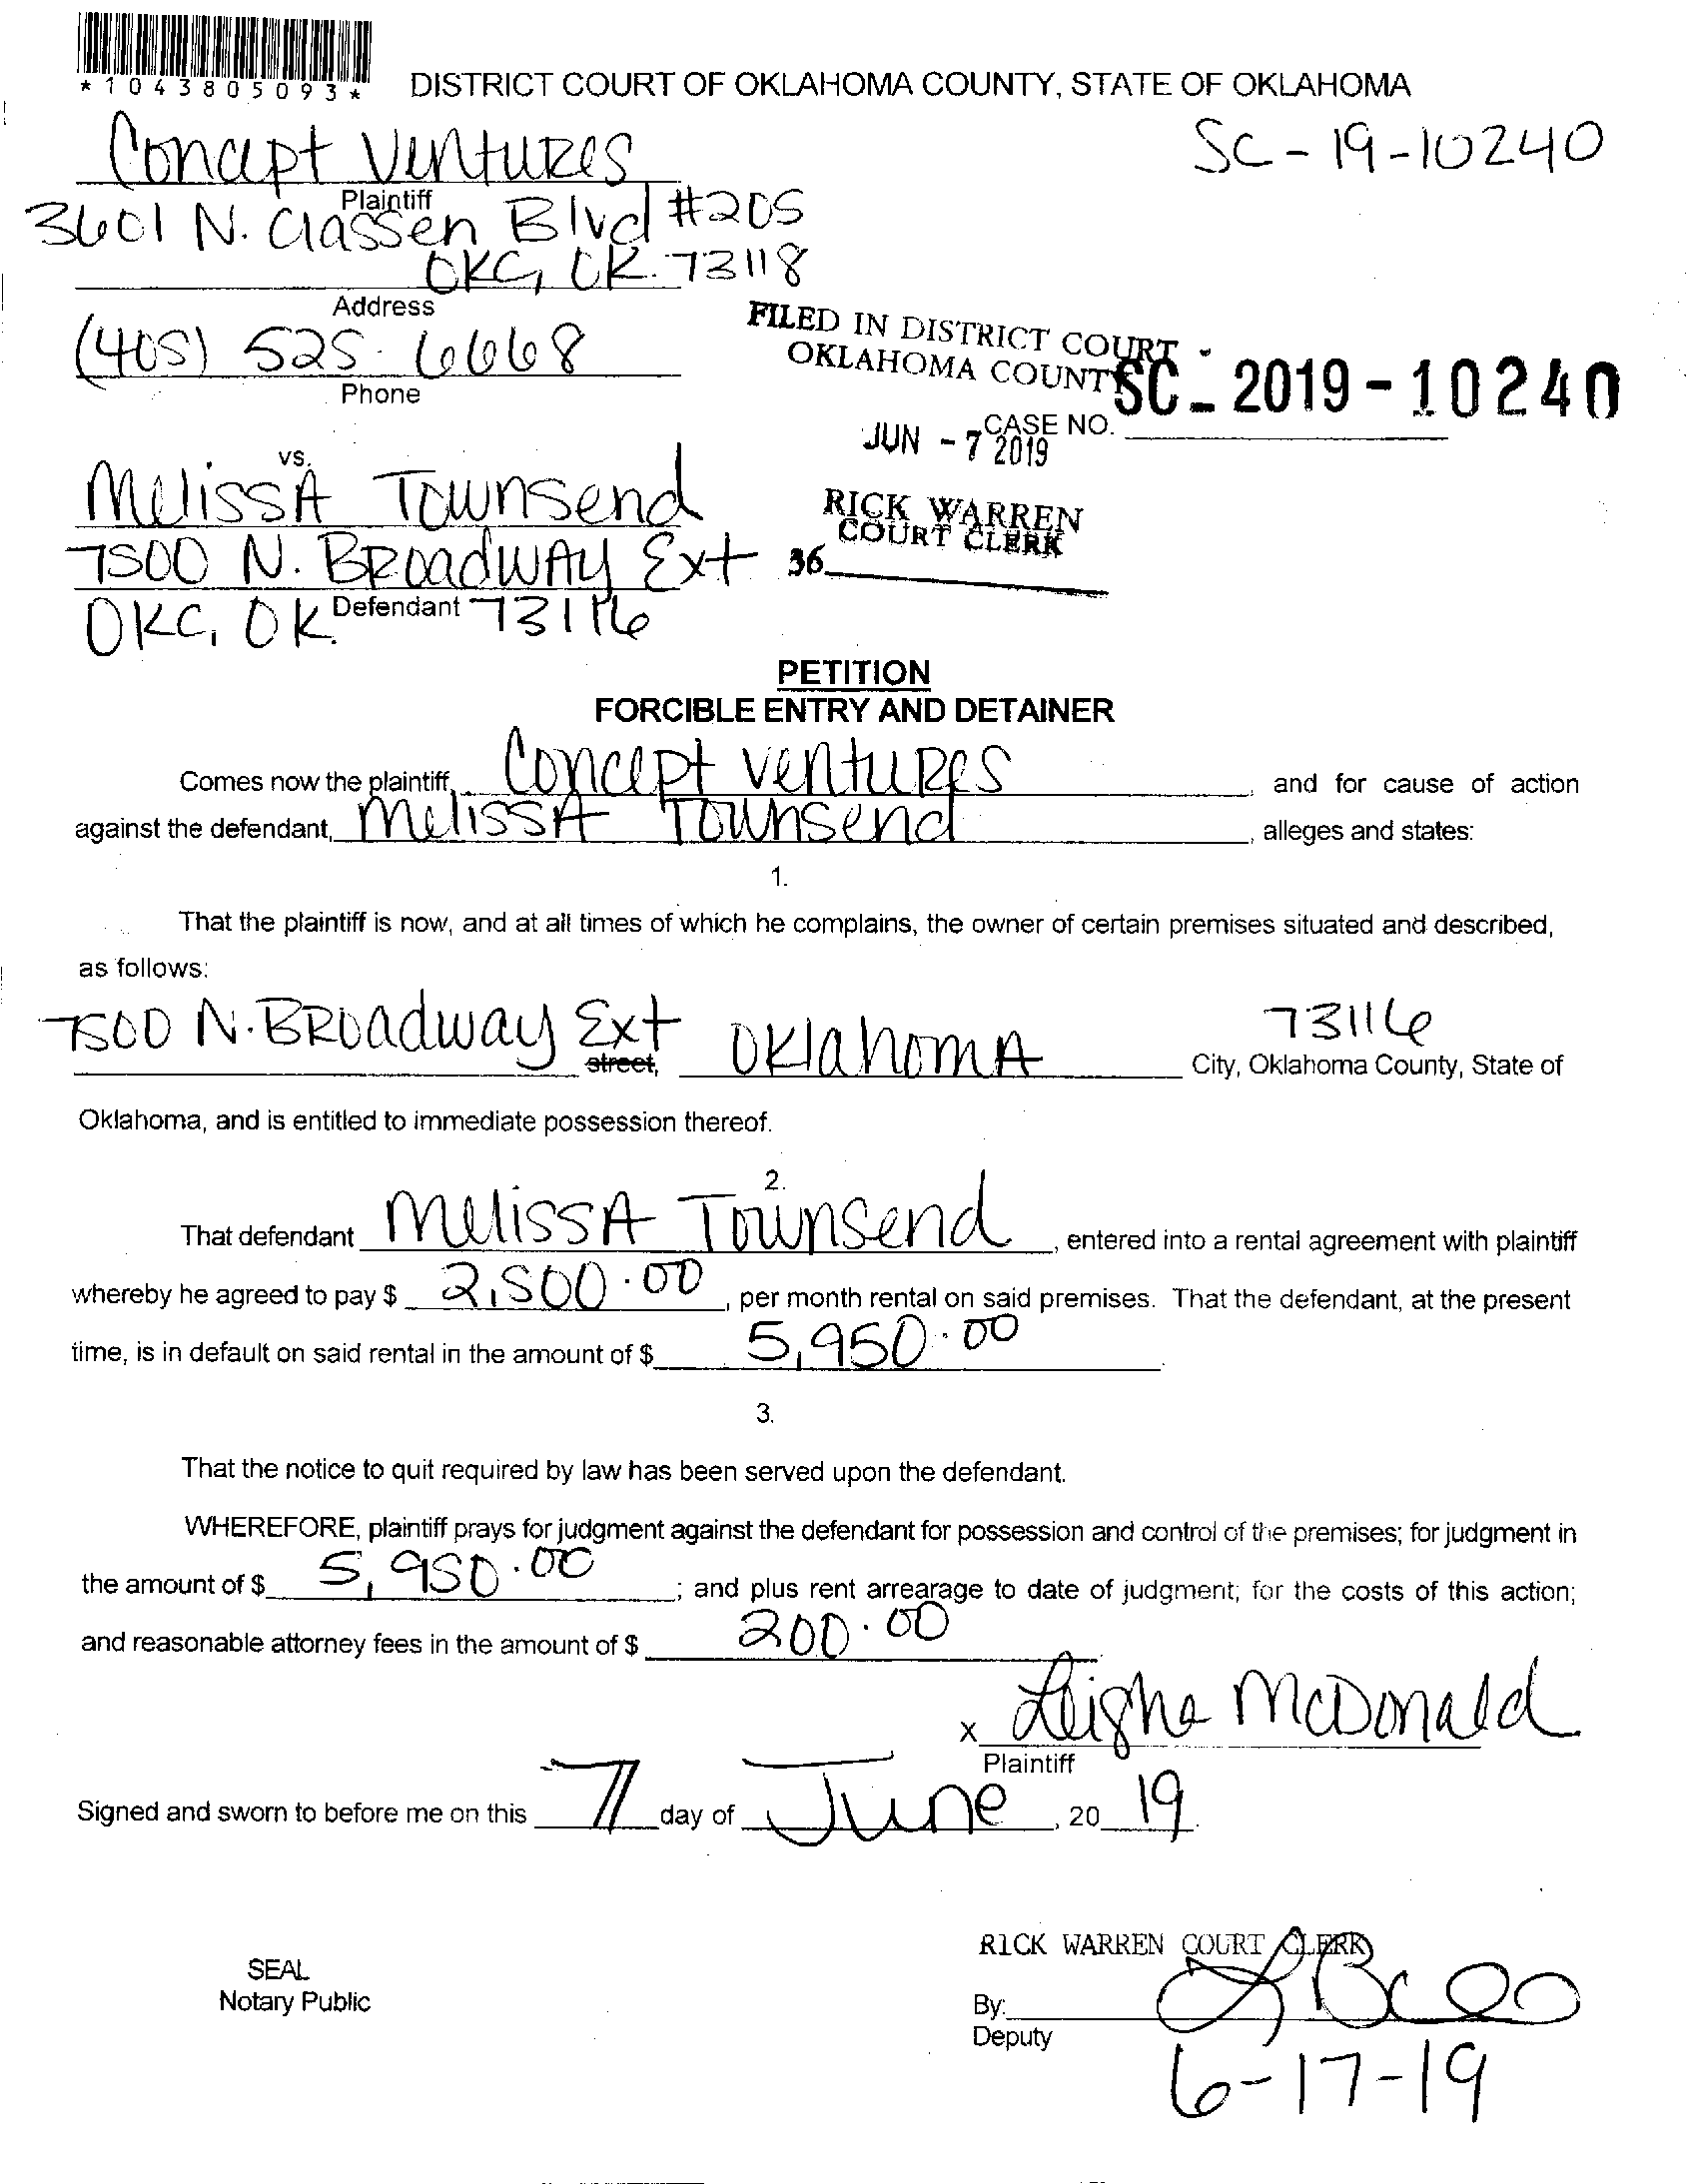 *1043805093*
DISTRICT COURT OF OKLAHOMA COUNTY, STATE OF OKLAHOMA
Concept Ventures
SC-19-10240
Plaintiff
3601 N. Classen Blvd #205
OKC, OK. 73118
Address
(405) 525-6668
Phone
FILED IN DISTRICT COURT
OKLAHOMA COUNTY
SC-2019-10240
CASE NO.
JUN - 7 2019
vs.
Melissa Townsend
RICK WARREN
COURT CLERK
7500 N. Broadway Ext
36
Defendant
OKC, OK. 73116
PETITION
FORCIBLE ENTRY AND DETAINER
Comes now the plaintiff, Concept Ventures, and for cause of action
against the defendant, Melissa Townsend, alleges and states:
1.
That the plaintiff is now, and at all times of which he complains, the owner of certain premises situated and described,
as follows:
7500 N. Broadway Ext street, Oklahoma 73116 City, Oklahoma County, State of
Oklahoma, and is entitled to immediate possession thereof.
2.
That defendant Melissa Townsend, entered into a rental agreement with plaintiff
whereby he agreed to pay $ 2,500.00, per month rental on said premises. That the defendant, at the present
time, is in default on said rental in the amount of $ 5,950.00.
3.
That the notice to quit required by law has been served upon the defendant.
WHEREFORE, plaintiff prays for judgment against the defendant for possession and control of the premises; for judgment in
the amount of $ 5,950.00; and plus rent arrearage to date of judgment; for the costs of this action;
and reasonable attorney fees in the amount of $ 200.00.
x Leigha McDonald
Plaintiff
Signed and sworn to before me on this 7 day of June, 2019.
RICK WARREN COURT CLERK
SEAL
Notary Public
By:
Deputy
6-17-19